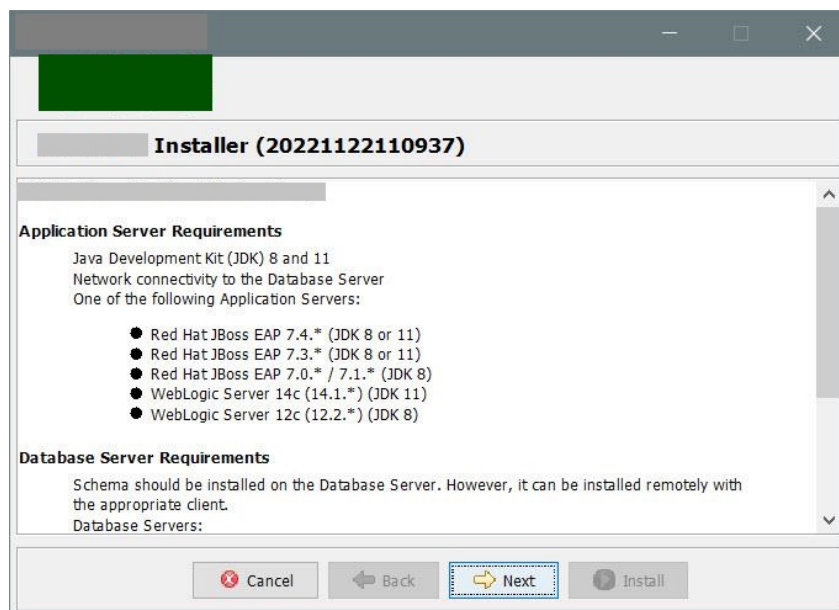 Installer (20221122110937)
Application Server Requirements
Java Development Kit (JDK) 8 and 11
Network connectivity to the Database Server
One of the following Application Servers:
● Red Hat JBoss EAP 7.4.* (JDK 8 or 11)
● Red Hat JBoss EAP 7.3.* (JDK 8 or 11)
● Red Hat JBoss EAP 7.0.* / 7.1.* (JDK 8)
● WebLogic Server 14c (14.1.*) (JDK 11)
● WebLogic Server 12c (12.2.*) (JDK 8)
Database Server Requirements
Schema should be installed on the Database Server. However, it can be installed remotely with
the appropriate client.
Database Servers:
Cancel Back Next Install